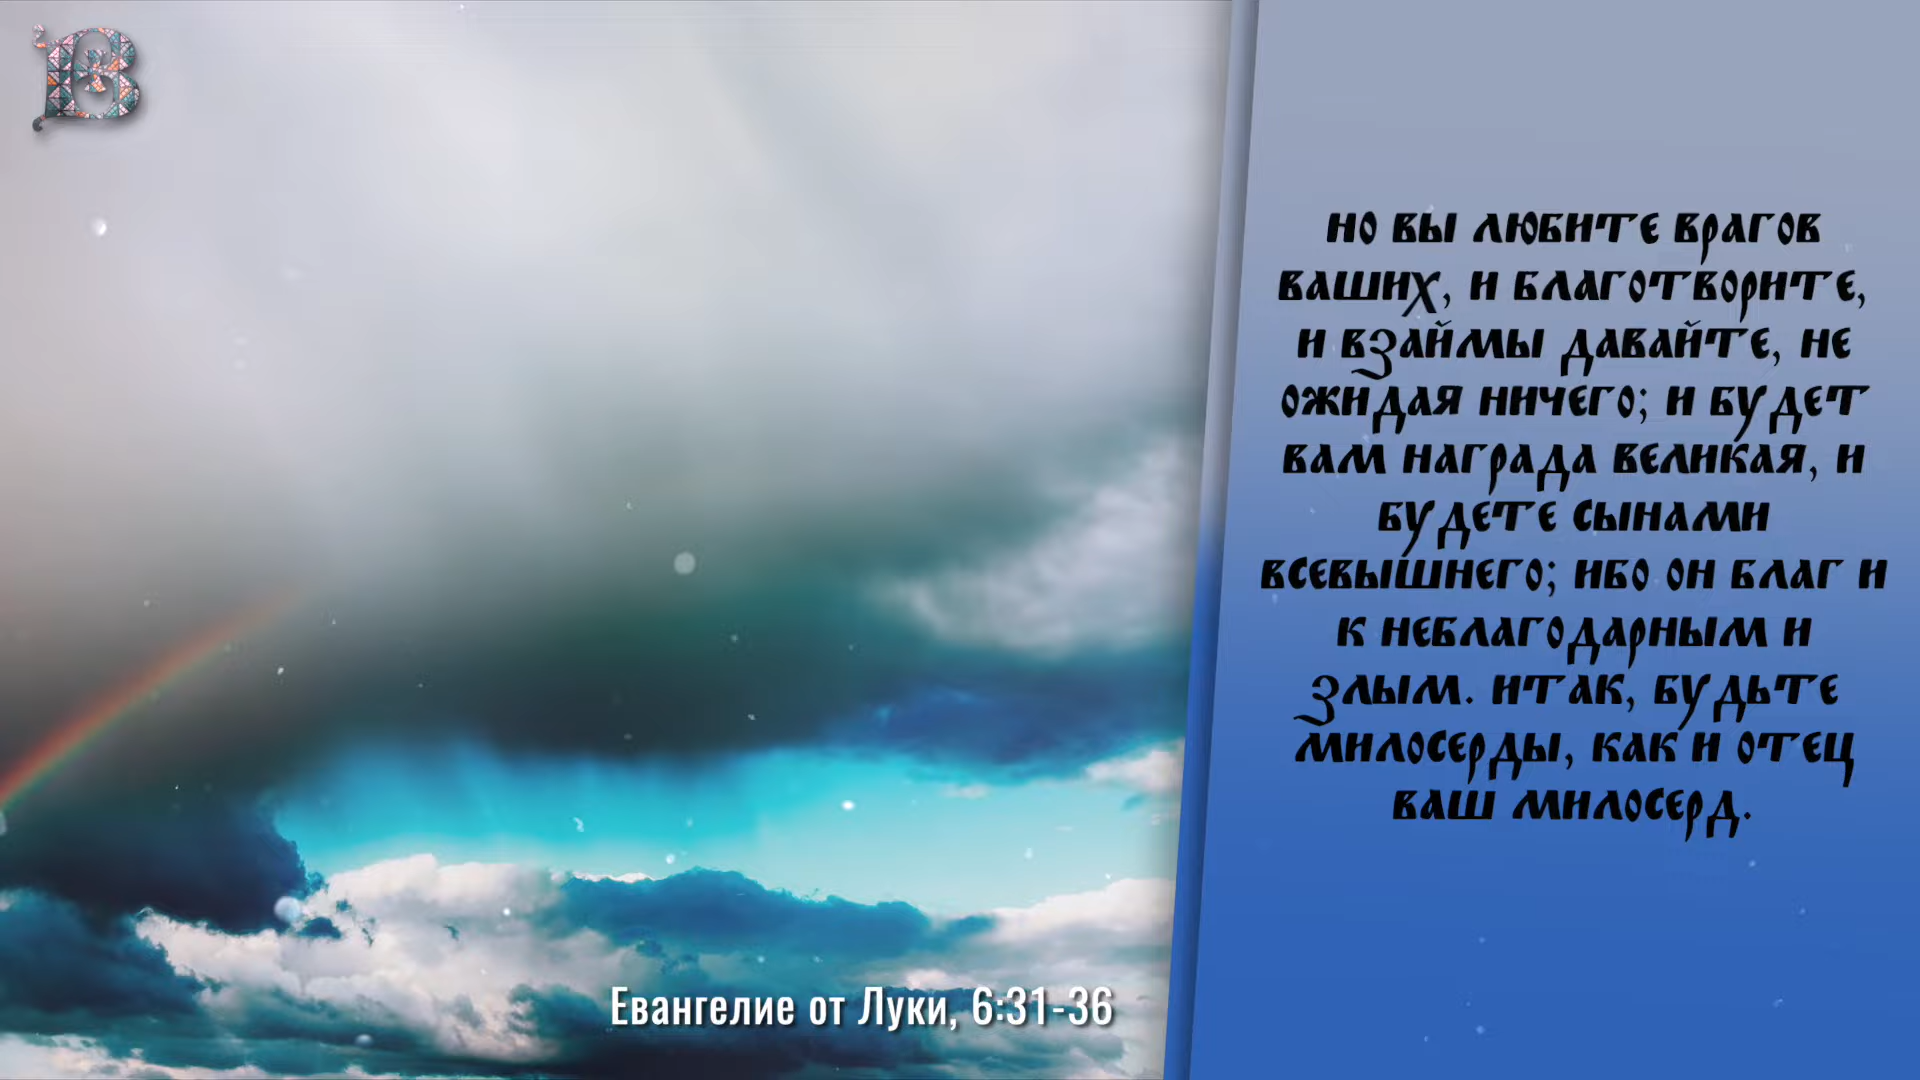 В
но вы любите врагов
ваших, и благотворите,
и взаймы давайте, не
ожидая ничего; и будет
вам награда великая, и
будете сынами
всевышнего; ибо он благ и
к неблагодарным и
злым. итак, будьте
милосерды, как и отец
ваш милосерд.
Евангелие от Луки, 6:31-36